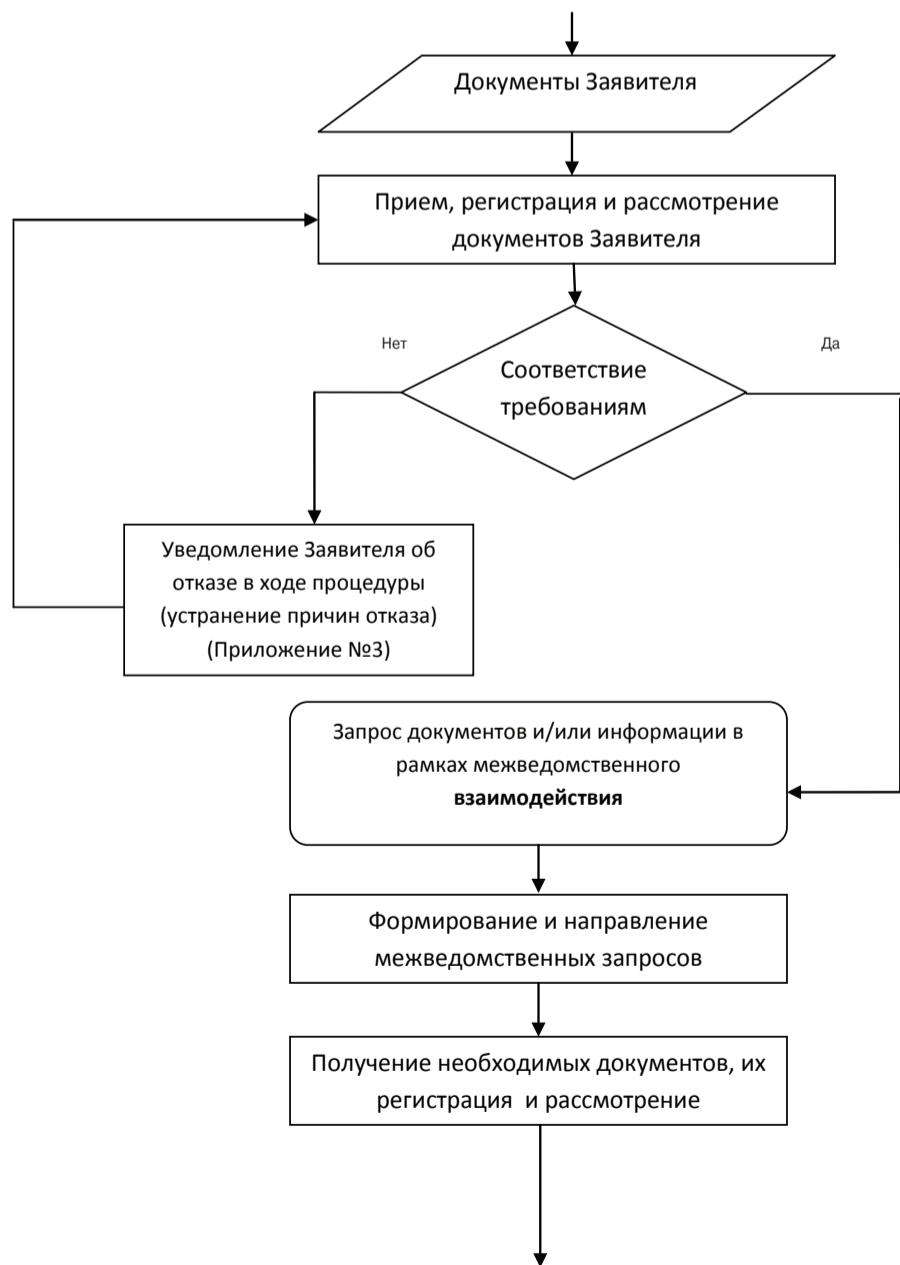 Документы Заявителя
Прием, регистрация и рассмотрение
документов Заявителя
Нет
Да
Соответствие
требованиям
Уведомление Заявителя об
отказе в ходе процедуры
(устранение причин отказа)
(Приложение №3)
Запрос документов и/или информации в
рамках межведомственного
взаимодействия
Формирование и направление
межведомственных запросов
Получение необходимых документов, их
регистрация и рассмотрение